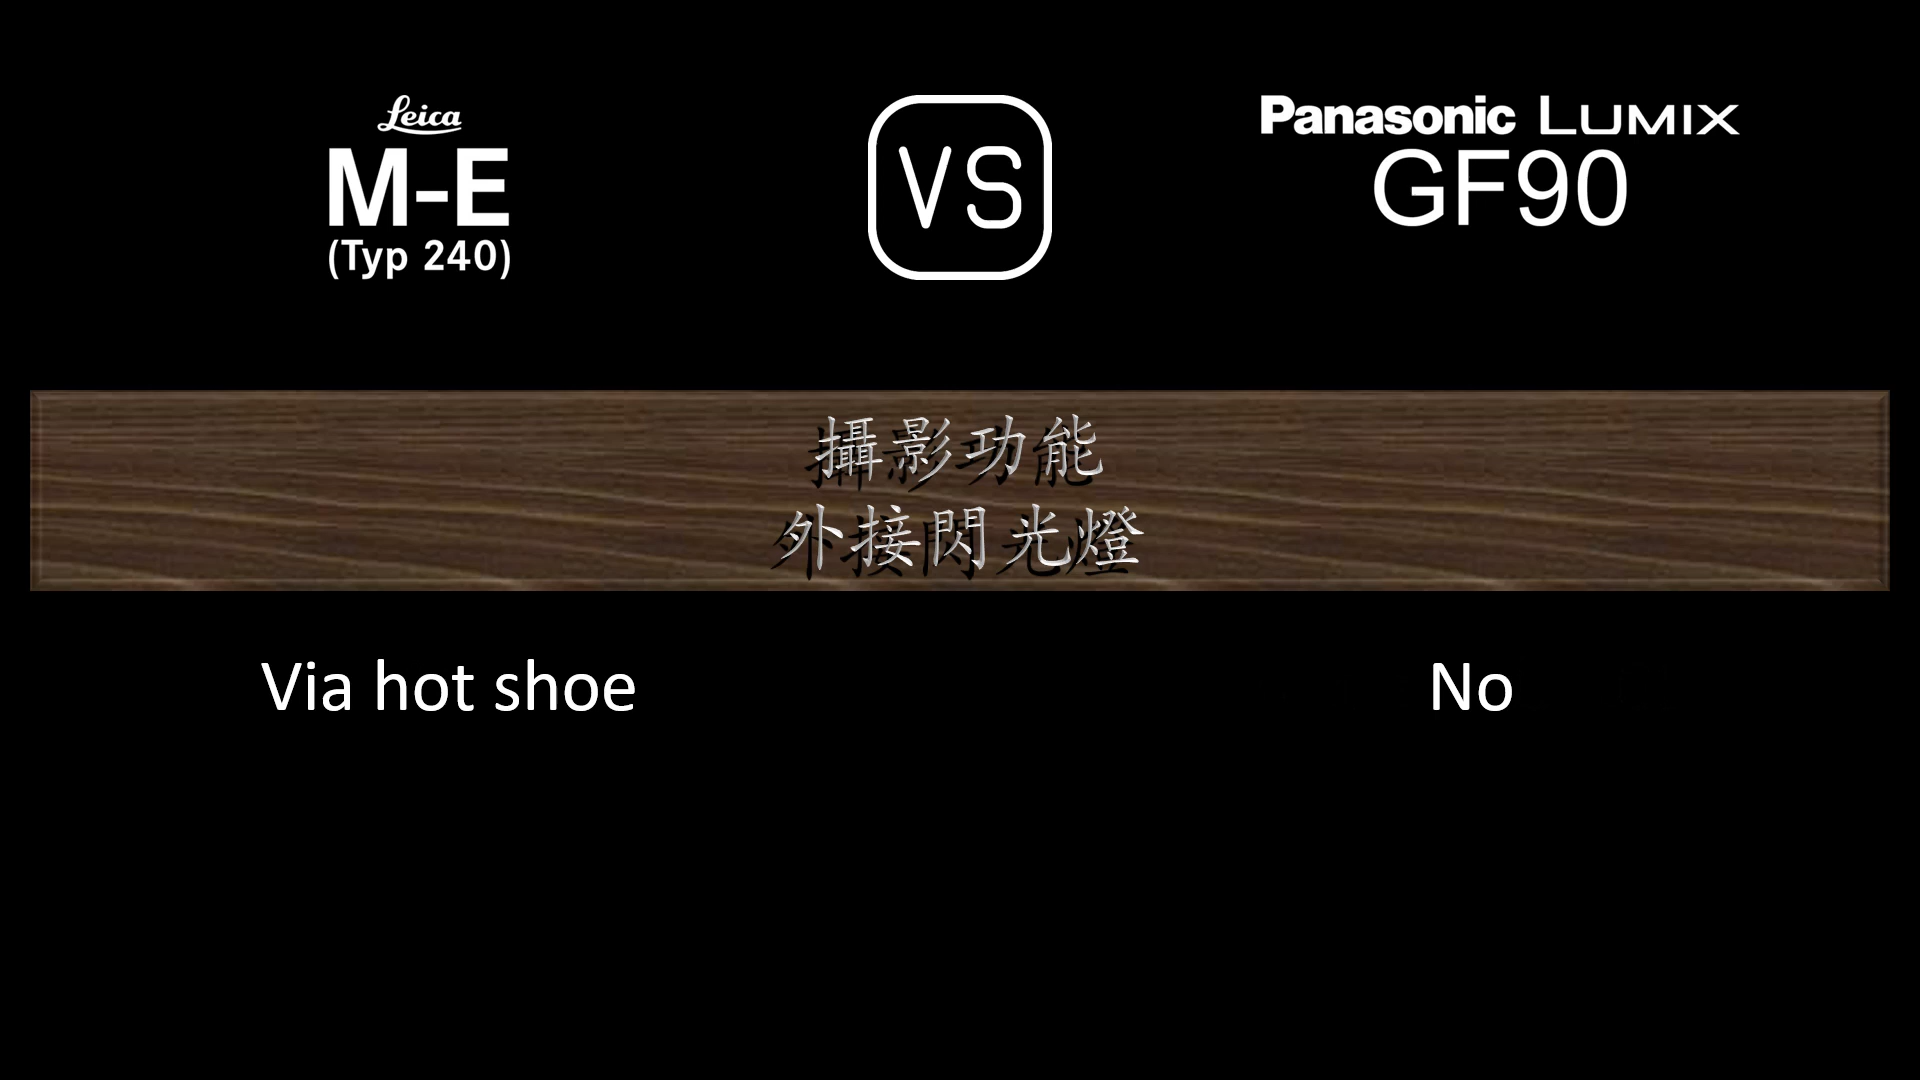 Leica
M-E
(Typ 240)
VS
Panasonic LUMIX
GF90
攝影功能
外接閃光燈
Via hot shoe
No